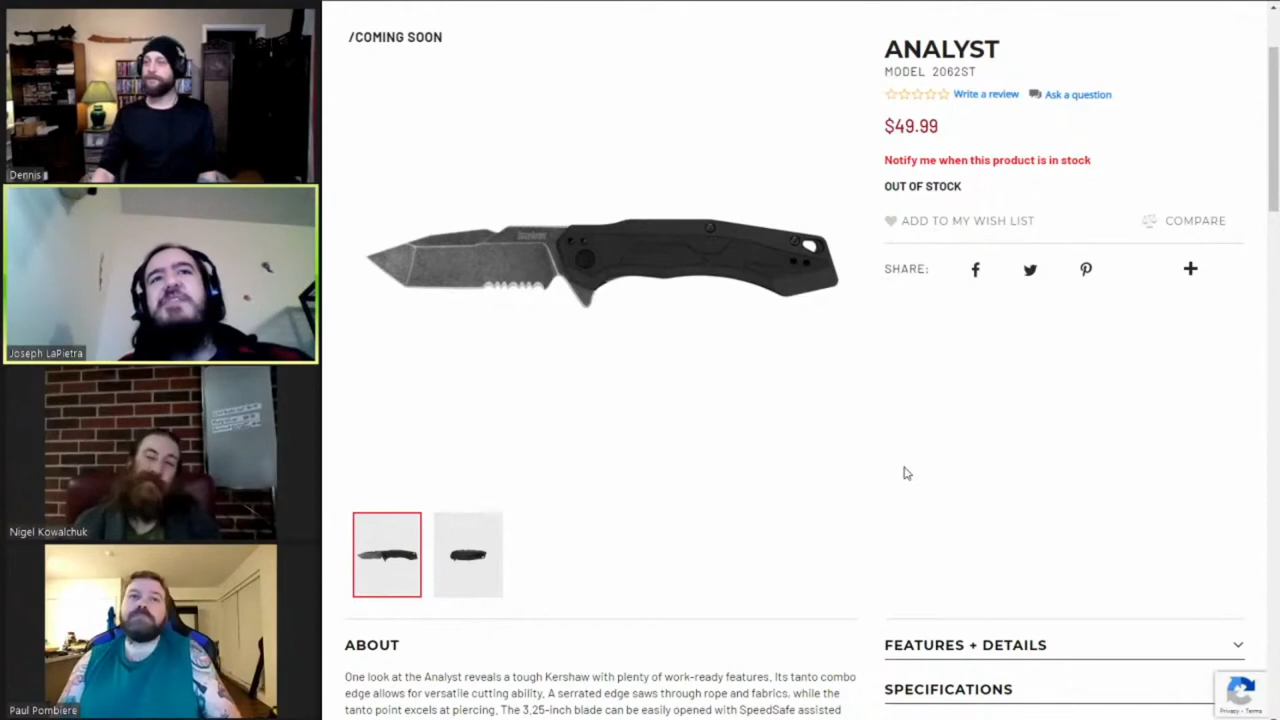 Dennis
Joseph LaPietra
Nigel Kowalchuk
Paul Pombiere
/COMING SOON
ANALYST
MODEL 2062ST
Write a review
Ask a question
$49.99
Notify me when this product is in stock
OUT OF STOCK
ADD TO MY WISH LIST
COMPARE
SHARE:
ABOUT
One look at the Analyst reveals a tough Kershaw with plenty of work-ready features. Its tanto combo
edge allows for versatile cutting ability. A serrated edge saws through rope and fabrics, while the
tanto point excels at piercing. The 3.25-inch blade can be easily opened with SpeedSafe assisted
FEATURES + DETAILS
SPECIFICATIONS
Privacy - Terms